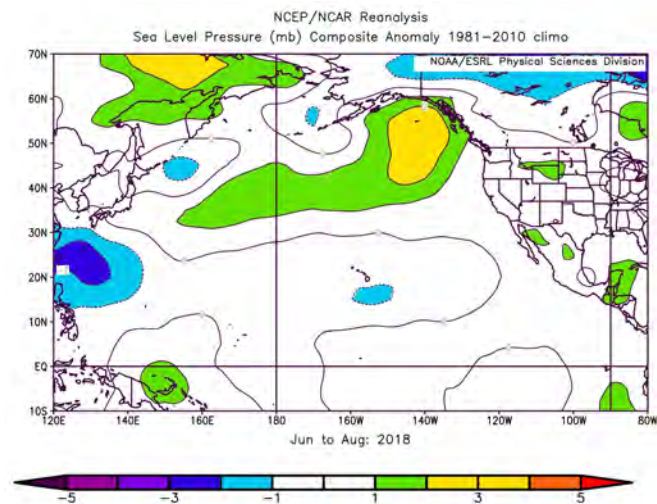 NCEP/NCAR Reanalysis
Sea Level Pressure (mb) Composite Anomaly 1981-2010 climo
NOAA/ESRL Physical Sciences Division
70N
60N
50N
40N
30N
20N
10N
EQ
10S
120E 140E 160E 180 160W 140W 120W 100W 80W
Jun to Aug: 2018
-5 -3 -1 1 3 5